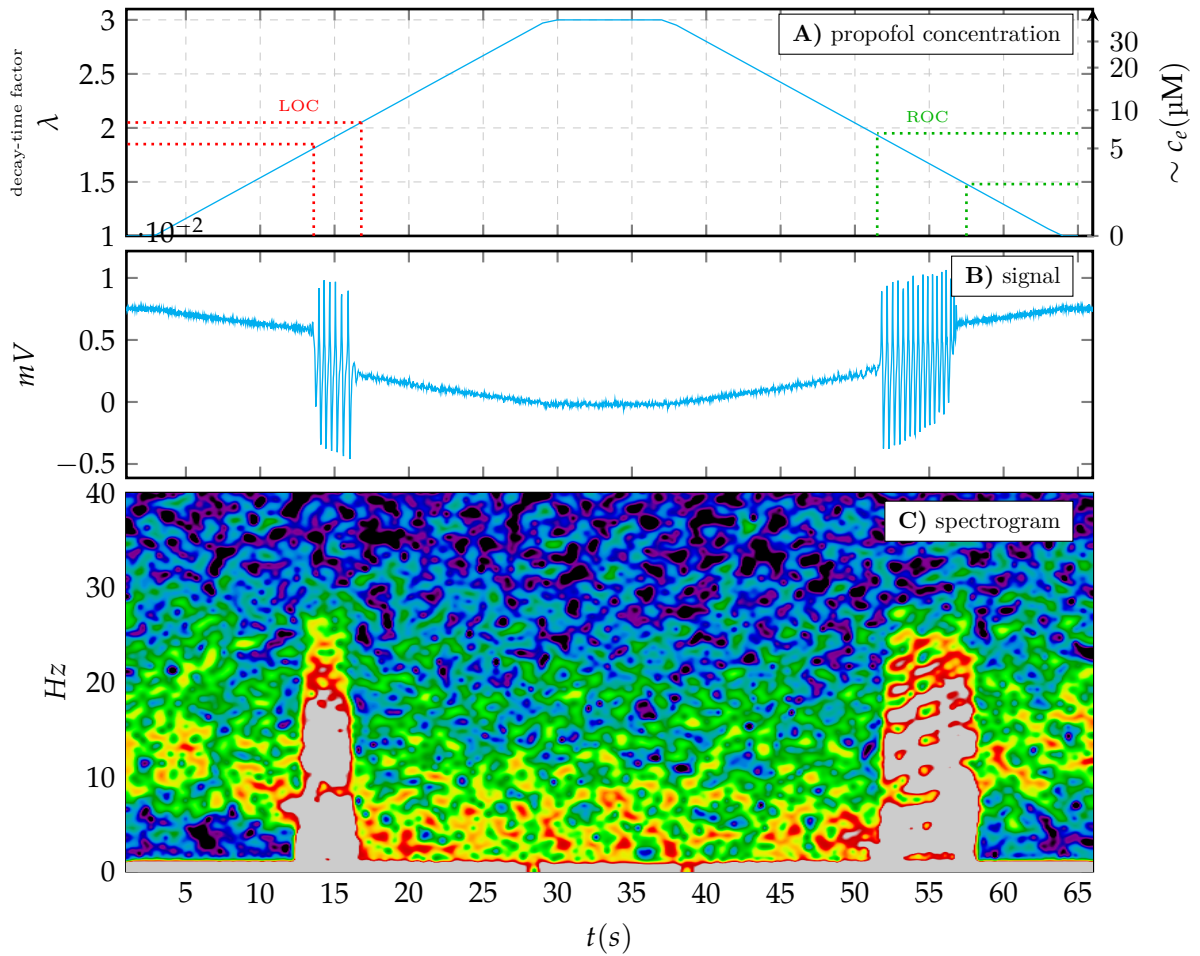 A) propofol concentration
decay-time factor
λ
3
2.5
2
1.5
1
LOC
ROC
30
20
10
5
0
∼ cₑ(µM)
·10⁻²
B) signal
mV
1
0.5
0
−0.5
C) spectrogram
Hz
40
30
20
10
0
5 10 15 20 25 30 35 40 45 50 55 60 65
t(s)